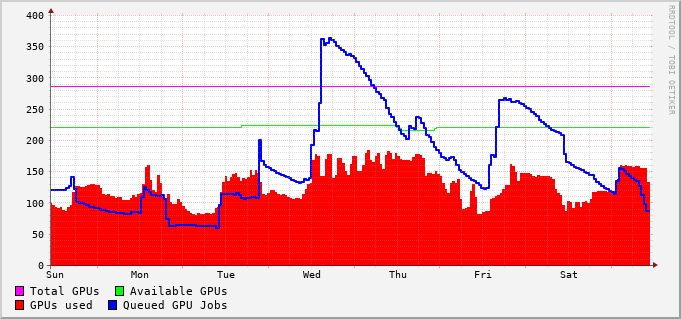 400
350
300
250
200
150
100
50
0
Sun Mon Tue Wed Thu Fri Sat
Total GPUs Available GPUs
GPUs used Queued GPU Jobs
RRDTOOL / TOBI OETIKER